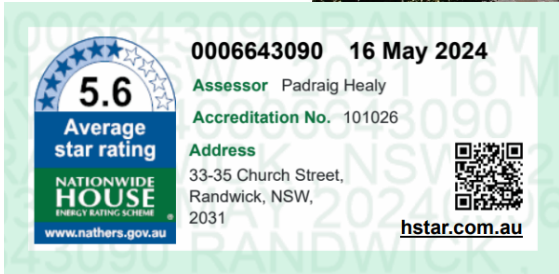 0006643090 16 May 2024
5.6
Average
star rating
NATIONWIDE
HOUSE
ENERGY RATING SCHEME
®
www.nathers.gov.au
Assessor Padraig Healy
Accreditation No. 101026
Address
33-35 Church Street,
Randwick, NSW,
2031
hstar.com.au